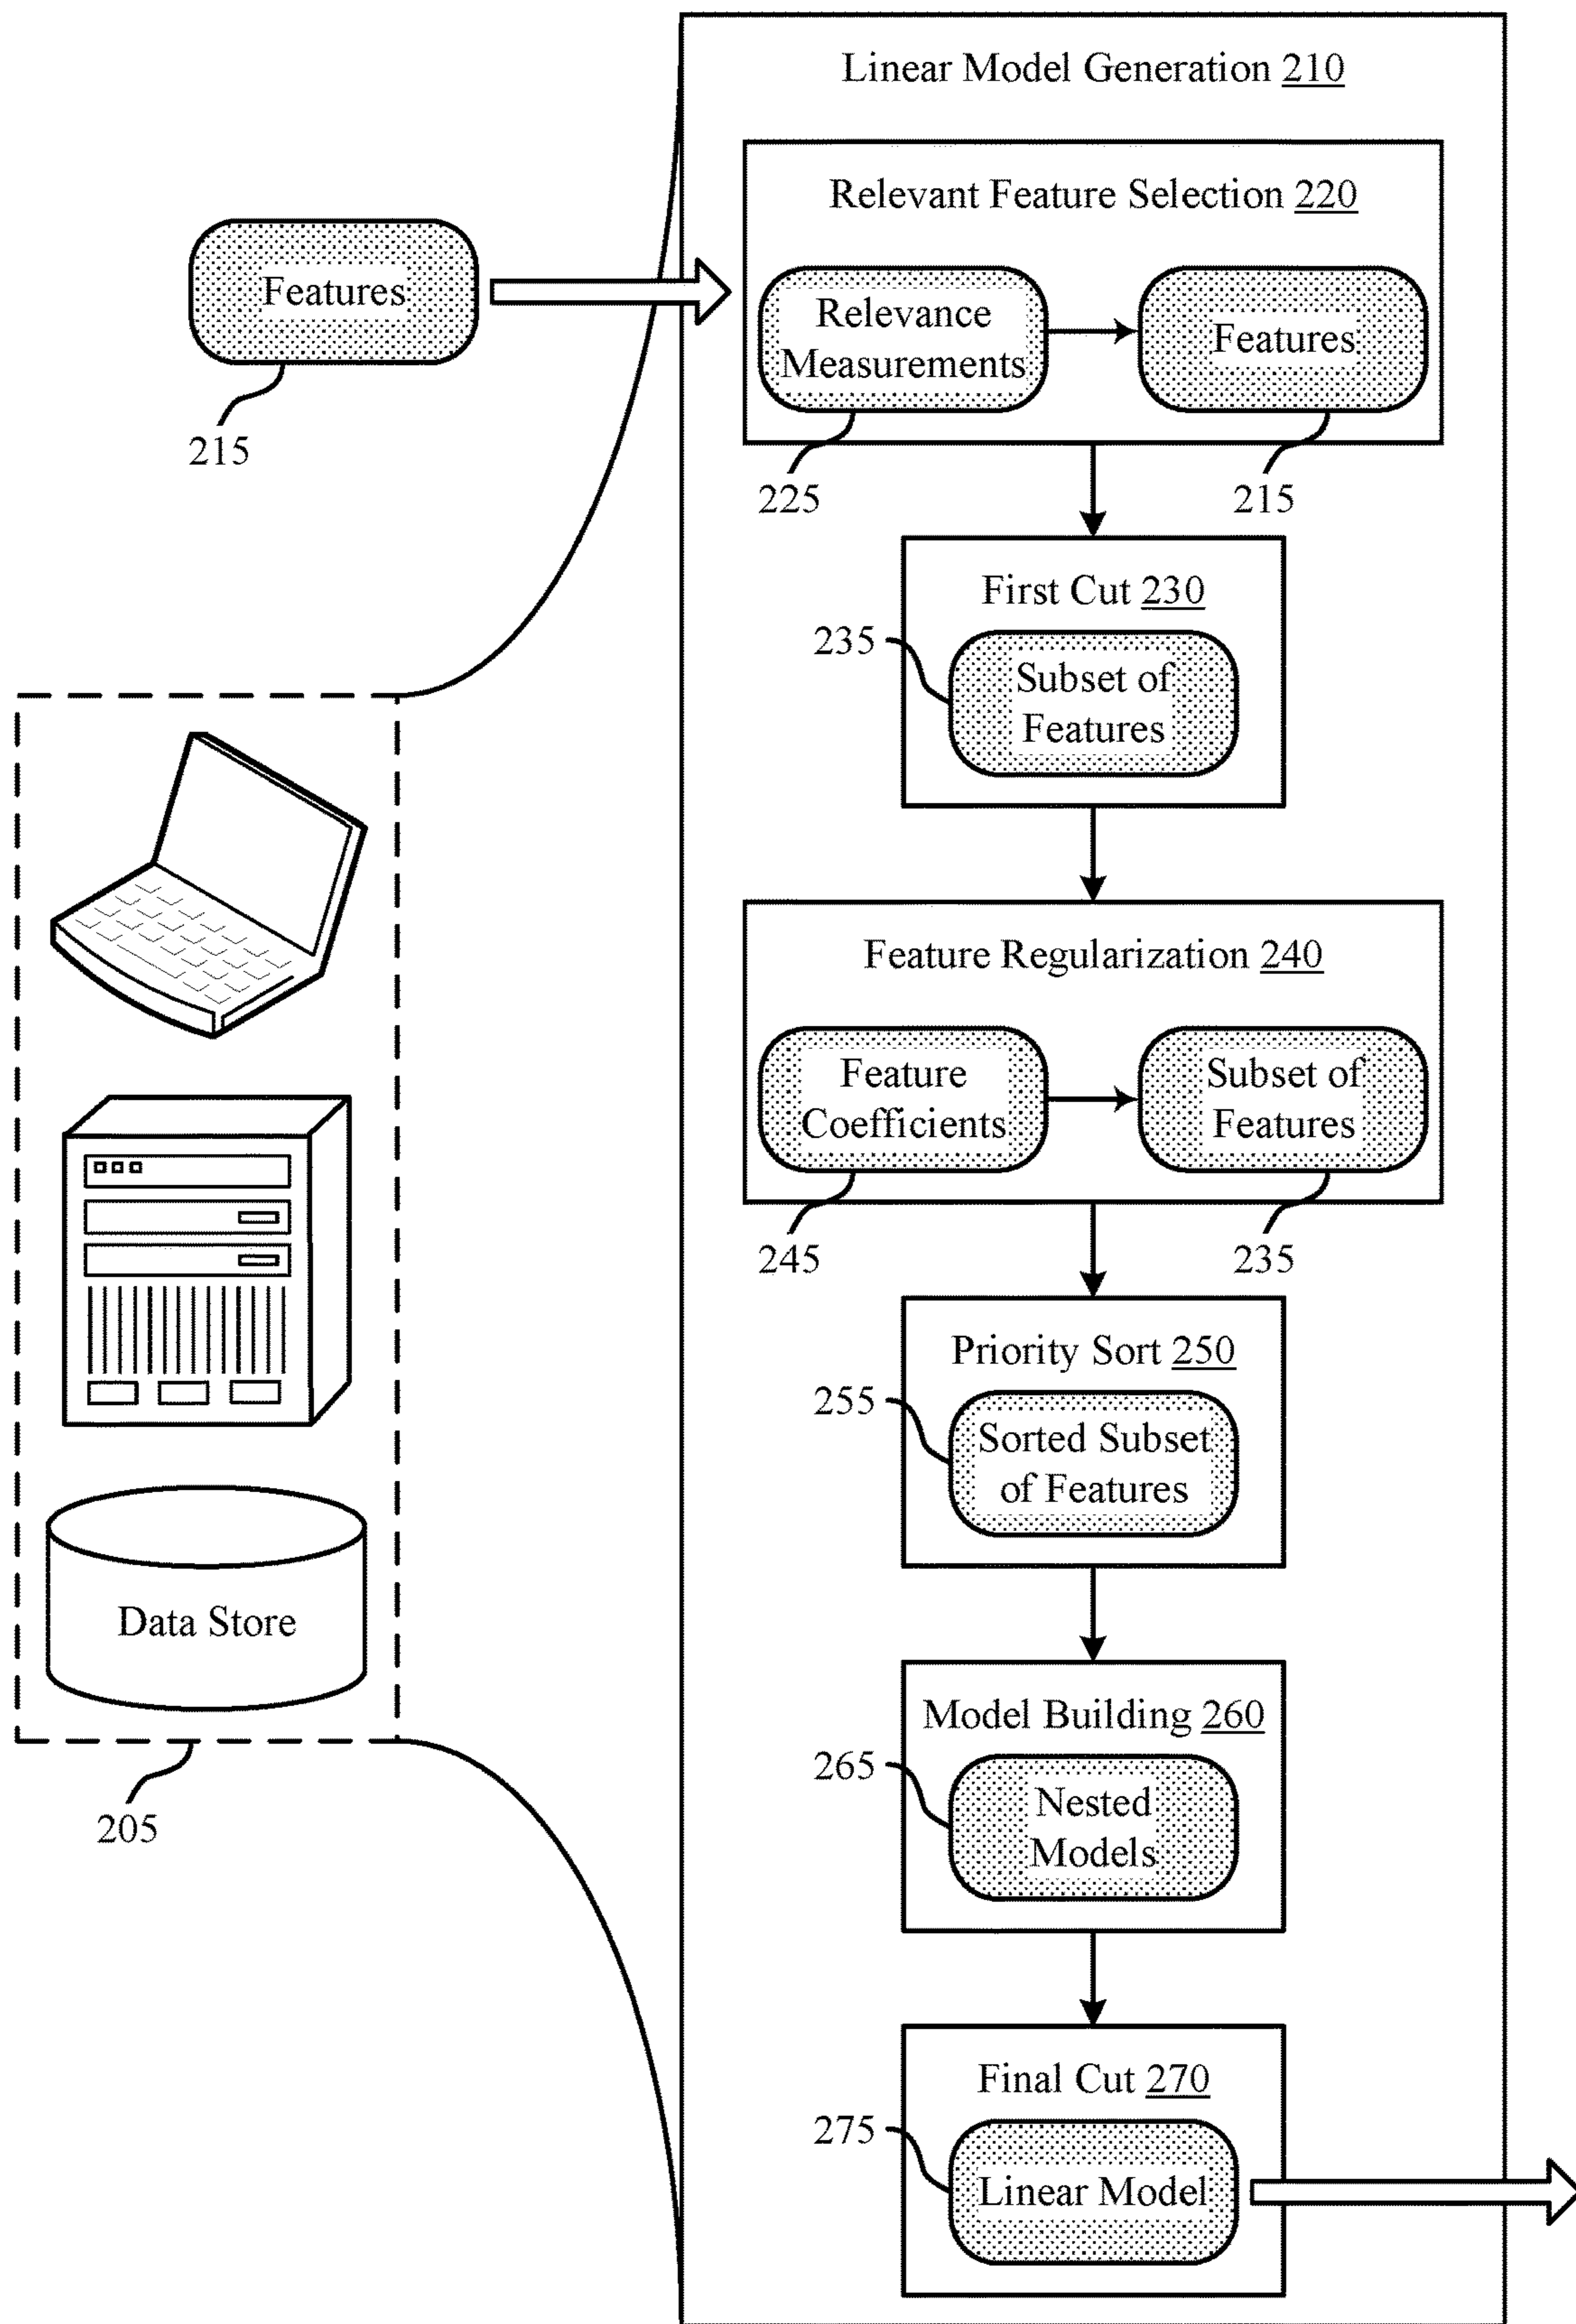 Linear Model Generation 210
Relevant Feature Selection 220
Features
215
Relevance
Measurements
Features
225
215
First Cut 230
235
Subset of
Features
Feature Regularization 240
Feature
Coefficients
Subset of
Features
245
235
Priority Sort 250
255
Sorted Subset
of Features
Data Store
205
Model Building 260
265
Nested
Models
Final Cut 270
275
Linear Model